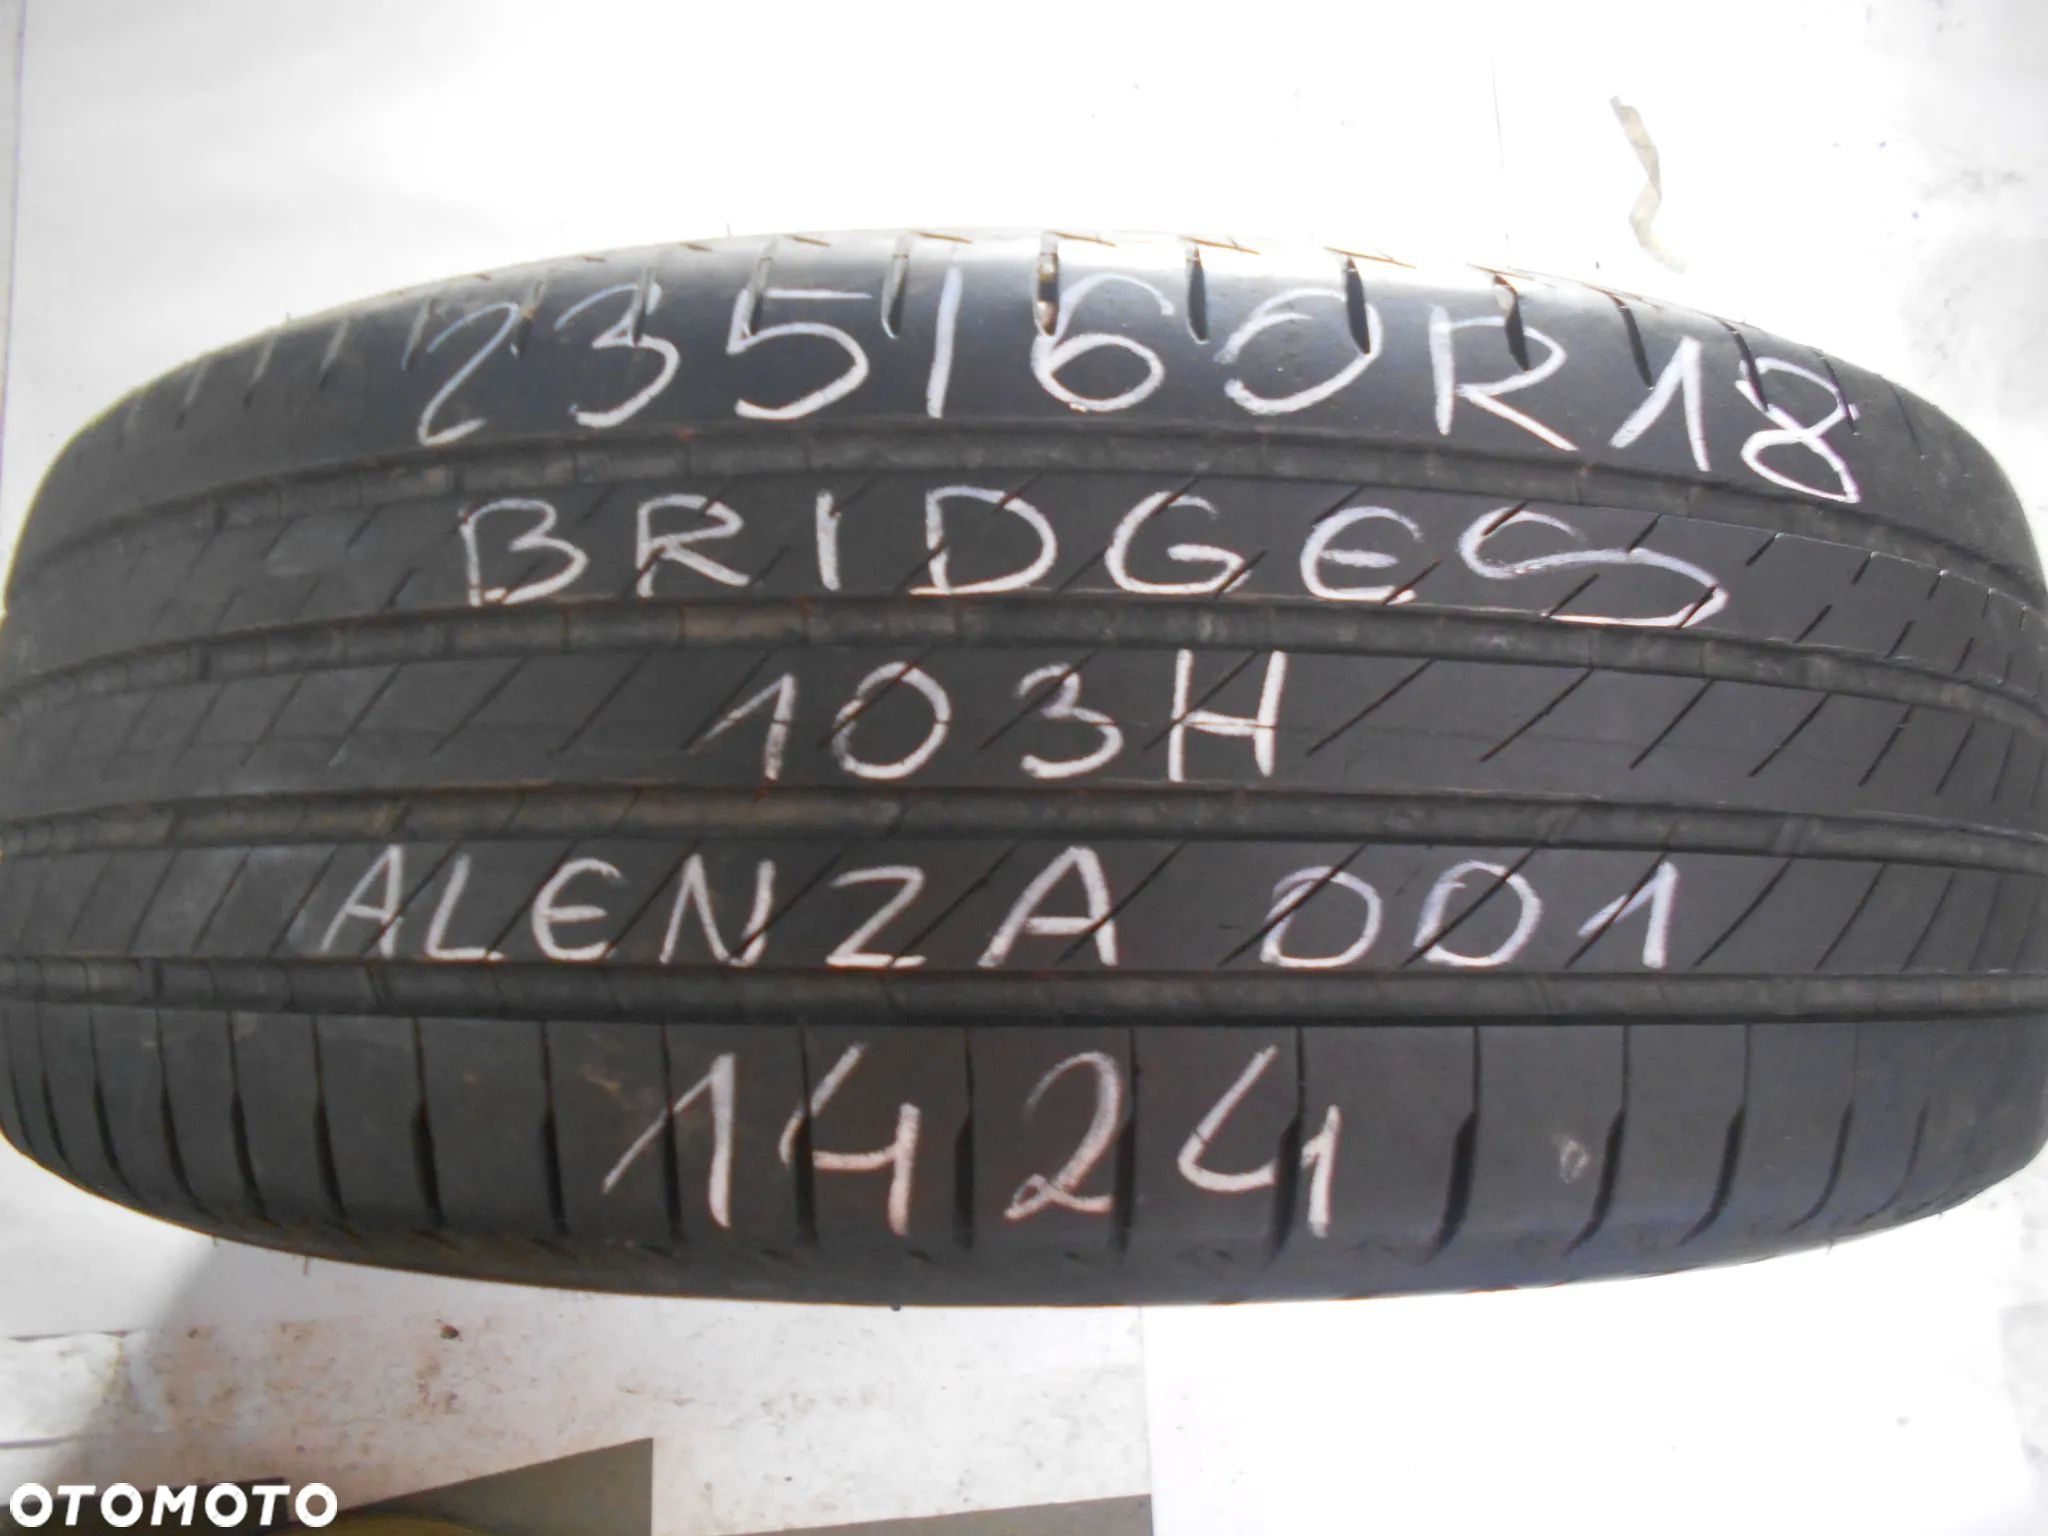 235/60R18
BRIDGES
103H
ALENZA 001
1424
OTOMOTO